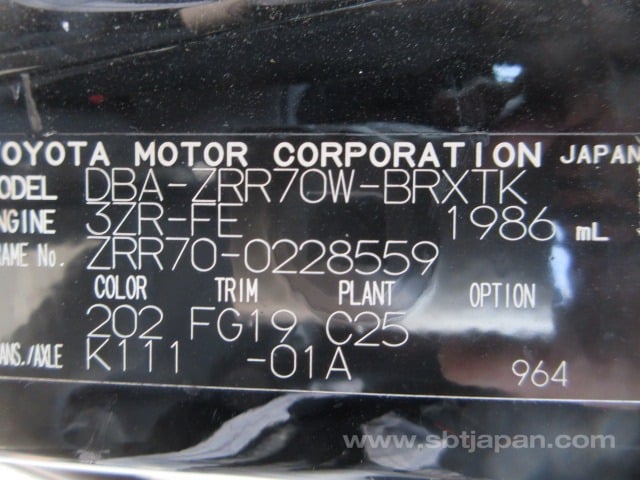 TOYOTA MOTOR CORPORATION JAPAN
MODEL DBA-ZRR70W-BRXTK
ENGINE 3ZR-FE 1986 mL
FRAME No. ZRR70-0228559
COLOR TRIM PLANT OPTION
202 FG19 C25
TRANS./AXLE K111 -01A 964
www.sbtjapan.com